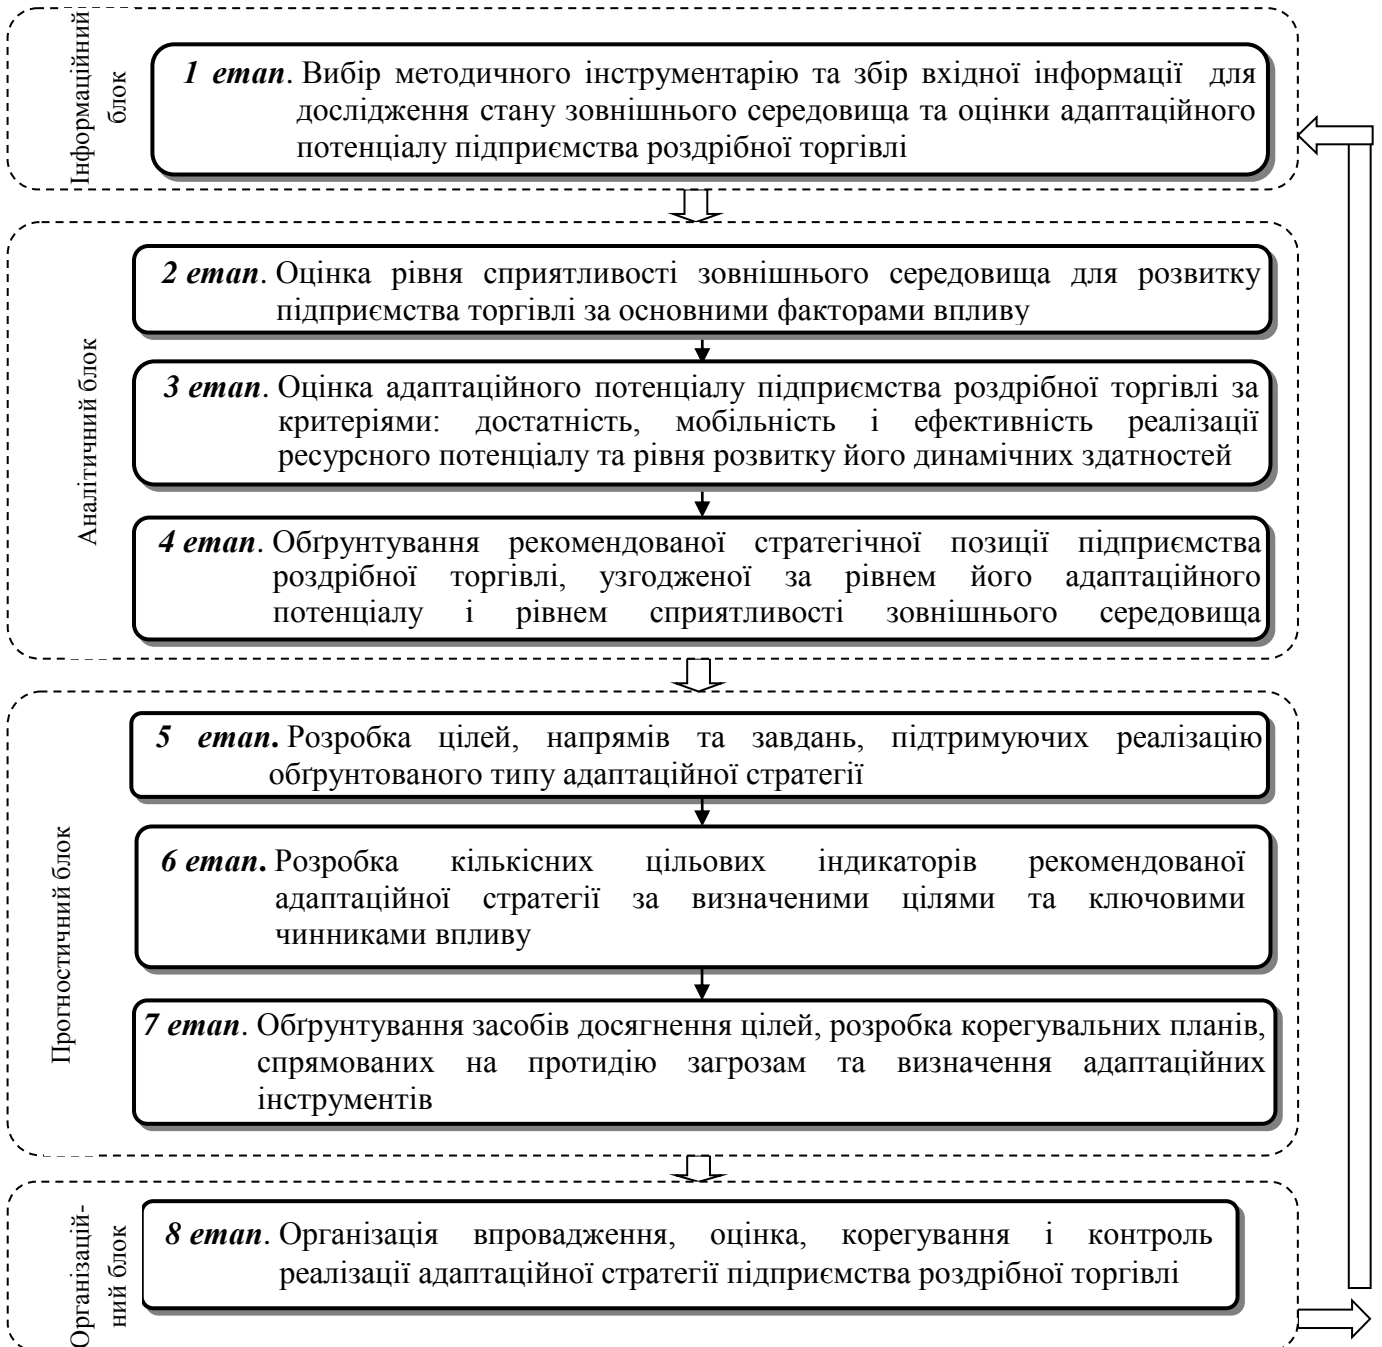 Інформаційний
блок
1 етап. Вибір методичного інструментарію та збір вхідної інформації для
дослідження стану зовнішнього середовища та оцінки адаптаційного
потенціалу підприємства роздрібної торгівлі
Аналітичний блок
2 етап. Оцінка рівня сприятливості зовнішнього середовища для розвитку
підприємства торгівлі за основними факторами впливу
3 етап. Оцінка адаптаційного потенціалу підприємства роздрібної торгівлі за
критеріями: достатність, мобільність і ефективність реалізації
ресурсного потенціалу та рівня розвитку його динамічних здатностей
4 етап. Обґрунтування рекомендованої стратегічної позиції підприємства
роздрібної торгівлі, узгодженої за рівнем його адаптаційного
потенціалу і рівнем сприятливості зовнішнього середовища
Прогностичний блок
5 етап. Розробка цілей, напрямів та завдань, підтримуючих реалізацію
обґрунтованого типу адаптаційної стратегії
6 етап. Розробка кількісних цільових індикаторів рекомендованої
адаптаційної стратегії за визначеними цілями та ключовими
чинниками впливу
7 етап. Обґрунтування засобів досягнення цілей, розробка корегувальних планів,
спрямованих на протидію загрозам та визначення адаптаційних
інструментів
Організацій-
ний блок
8 етап. Організація впровадження, оцінка, корегування і контроль
реалізації адаптаційної стратегії підприємства роздрібної торгівлі